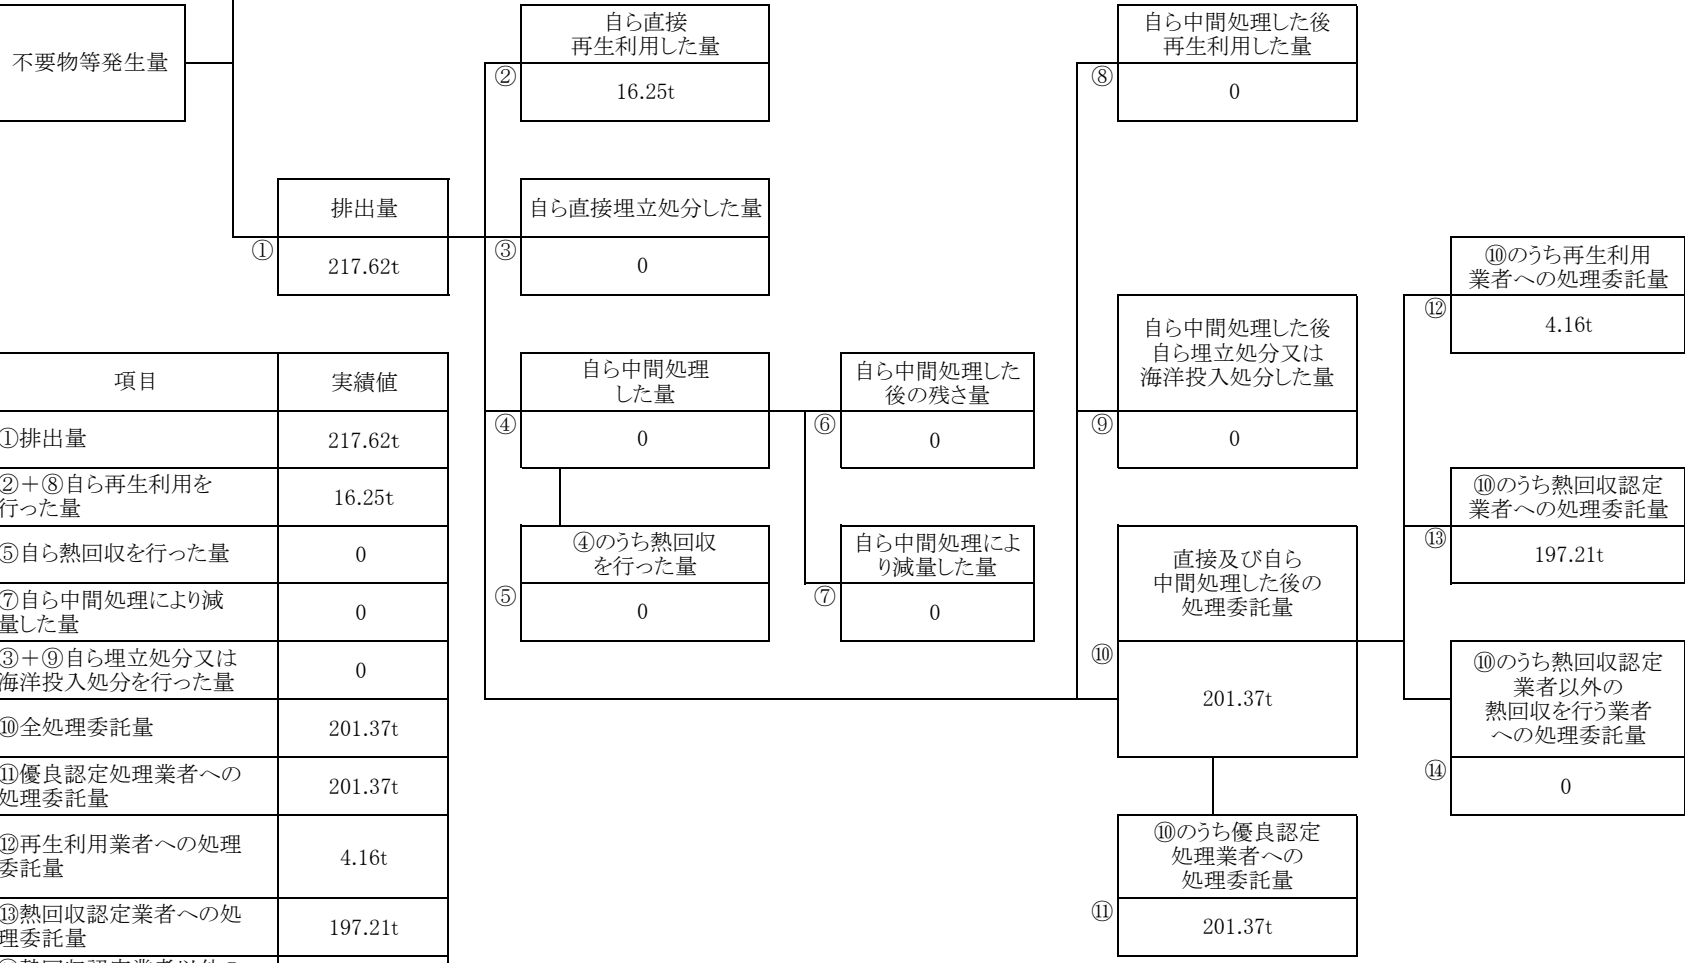 不要物等発生量
自ら直接
再生利用した量
②
16.25t
自ら中間処理した後
再生利用した量
⑧
0
排出量
①
217.62t
自ら直接埋立処分した量
③
0
⑩のうち再生利用
業者への処理委託量
⑫
4.16t
自ら中間処理した後
自ら埋立処分又は
海洋投入処分した量
⑨
0
自ら中間処理
した量
④
0
自ら中間処理した
後の残さ量
⑥
0
⑩のうち熱回収認定
業者への処理委託量
⑬
197.21t
④のうち熱回収
を行った量
⑤
0
自ら中間処理によ
り減量した量
⑦
0
直接及び自ら
中間処理した後の
処理委託量
⑩
201.37t
⑩のうち熱回収認定
業者以外の
熱回収を行う業者
への処理委託量
⑭
0
⑩のうち優良認定
処理業者への
処理委託量
⑪
201.37t
項目
実績値
①排出量
217.62t
②＋⑧自ら再生利用を
行った量
16.25t
⑤自ら熱回収を行った量
0
⑦自ら中間処理により減
量した量
0
③＋⑨自ら埋立処分又は
海洋投入処分を行った量
0
⑩全処理委託量
201.37t
⑪優良認定処理業者への
処理委託量
201.37t
⑫再生利用業者への処理
委託量
4.16t
⑬熱回収認定業者への処
理委託量
197.21t